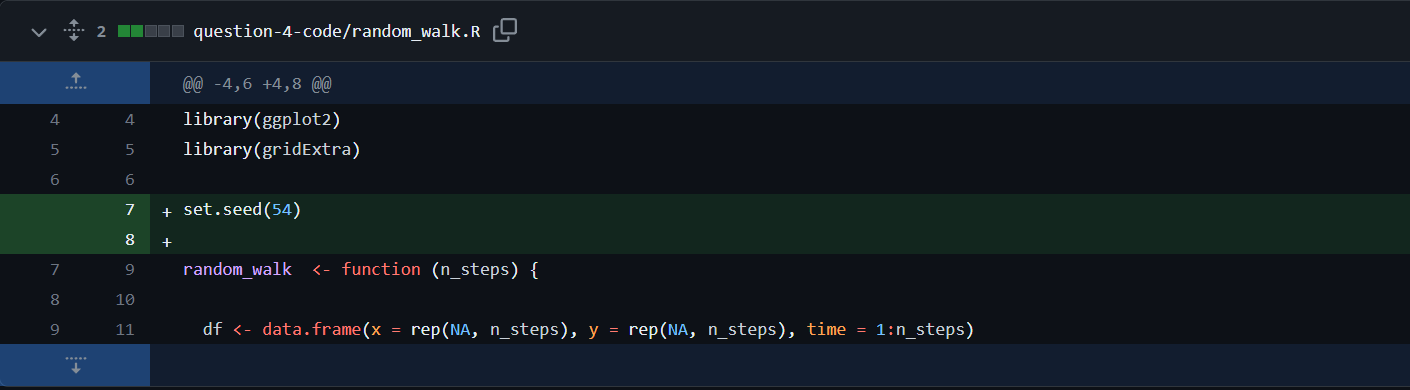 2 question-4-code/random_walk.R
@@ -4,6 +4,8 @@
4 4 library(ggplot2)
5 5 library(gridExtra)
6 6
7 + set.seed(54)
8 +
7 9 random_walk  <- function (n_steps) {
8 10
9 11   df <- data.frame(x = rep(NA, n_steps), y = rep(NA, n_steps), time = 1:n_steps)